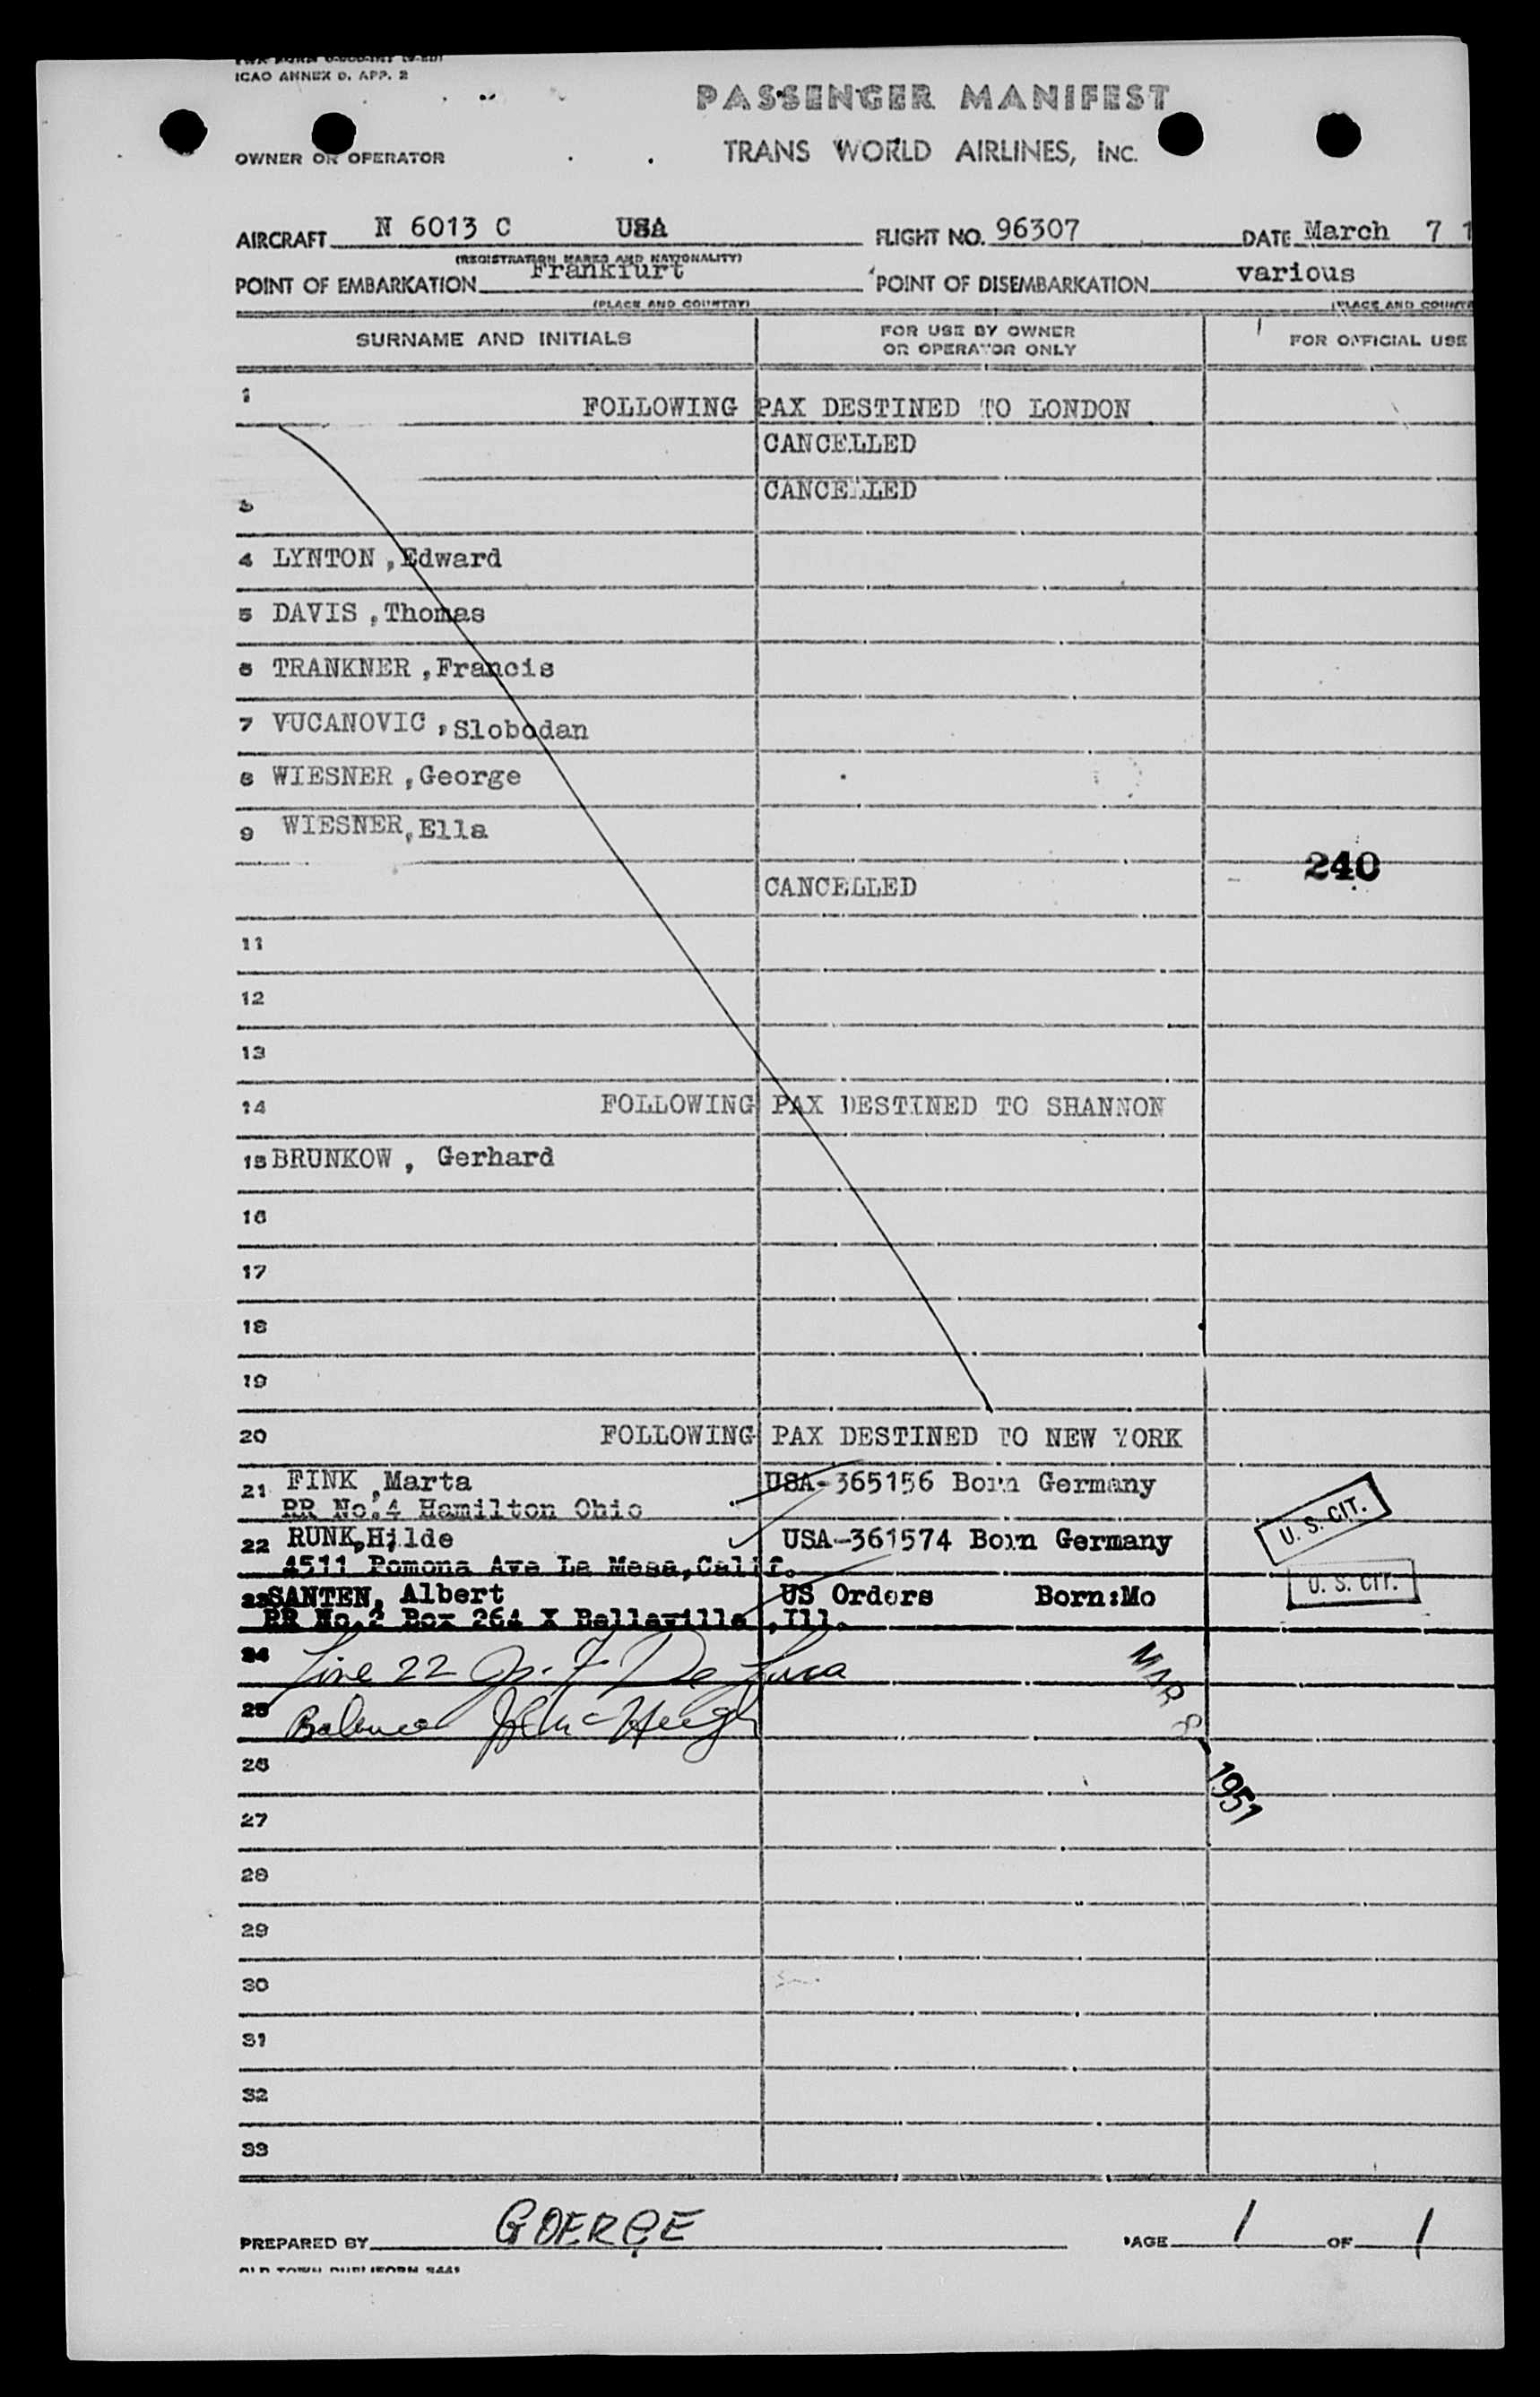 ICAO ANNEX 9, APP. 2
PASSENGER MANIFEST
OWNER OR OPERATOR
TRANS WORLD AIRLINES, INC.
AIRCRAFT N 6013 C USA FLIGHT NO. 96307 DATE March 7 1
(REGISTRATION MARKS AND NATIONALITY)
POINT OF EMBARKATION Frankfurt POINT OF DISEMBARKATION various
(PLACE AND COUNTRY) (PLACE AND COUNTR
SURNAME AND INITIALS FOR USE BY OWNER OR OPERATOR ONLY FOR OFFICIAL USE
1 FOLLOWING PAX DESTINED TO LONDON
CANCELLED
3 CANCELLED
4 LYNTON, Edward
5 DAVIS, Thomas
6 TRANKNER, Francis
7 VUCANOVIC, Slobodan
8 WIESNER, George
9 WIESNER, Ella
240
CANCELLED
11
12
13
14 FOLLOWING PAX DESTINED TO SHANNON
15 BRUNKOW, Gerhard
16
17
18
19
20 FOLLOWING PAX DESTINED TO NEW YORK
21 FINK, Marta USA-365156 Born Germany
RR No.4 Hamilton Ohio
U. S. CIT.
22 RUNK, Hilde USA-361574 Born Germany
4511 Pomona Ave La Mesa, Calif.
U. S. CIT.
23 SANTEN, Albert US Orders Born:Mo
RR No.2 Box 264 X Belleville, Ill.
24 Line 22 De Luca
25 Balance McHugh
MAR 8 1951
26
27
28
29
30
31
32
33
PREPARED BY GOERGE PAGE 1 OF 1